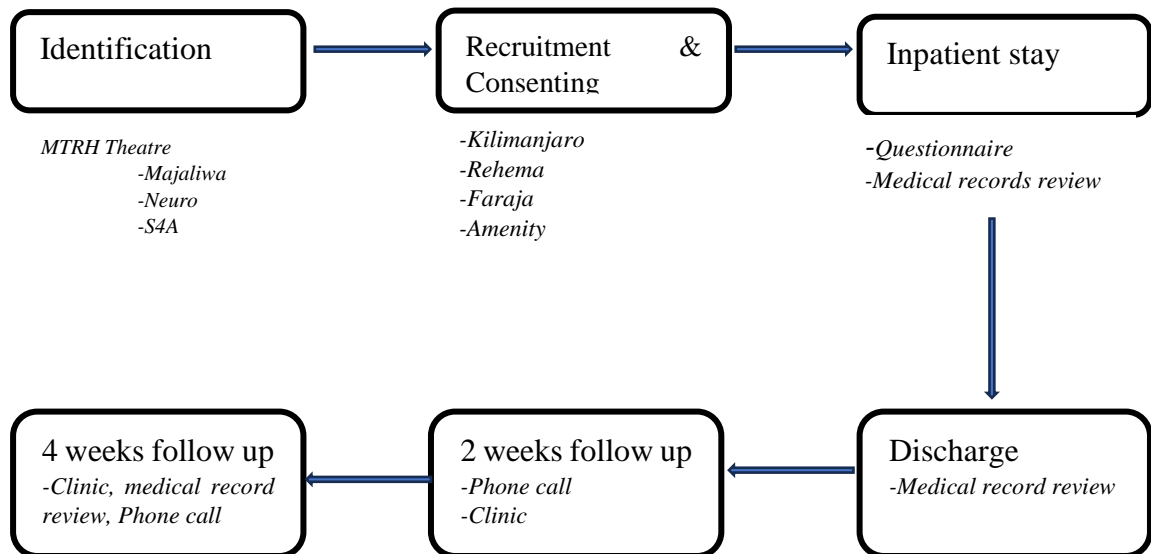 Identification
MTRH Theatre
-Majaliwa
-Neuro
-S4A
Recruitment &
Consenting
-Kilimanjaro
-Rehema
-Faraja
-Amenity
Inpatient stay
-Questionnaire
-Medical records review
Discharge
-Medical record review
2 weeks follow up
-Phone call
-Clinic
4 weeks follow up
-Clinic, medical record
review, Phone call